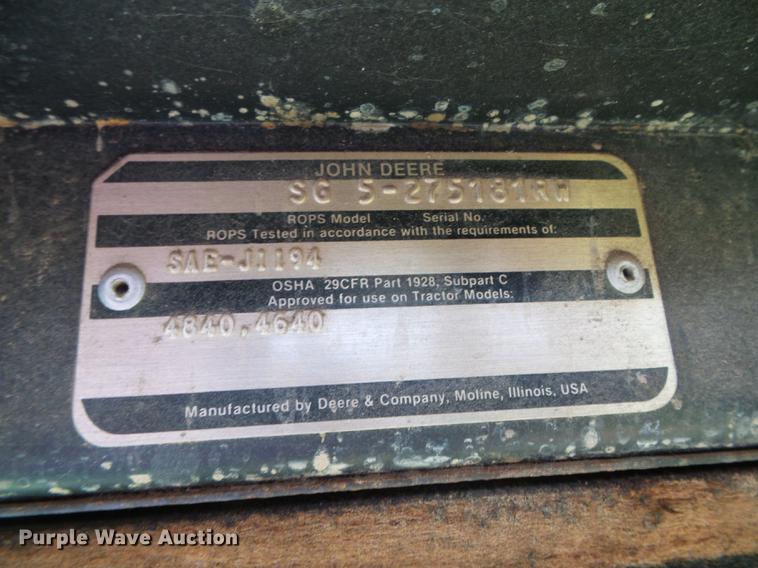 JOHN DEERE
SG 5-275181RW
ROPS Model Serial No.
ROPS Tested in accordance with the requirements of:
SAE-J1194
OSHA 29CFR Part 1928, Subpart C
Approved for use on Tractor Models:
4840,4640
Manufactured by Deere & Company, Moline, Illinois, USA
Purple Wave Auction